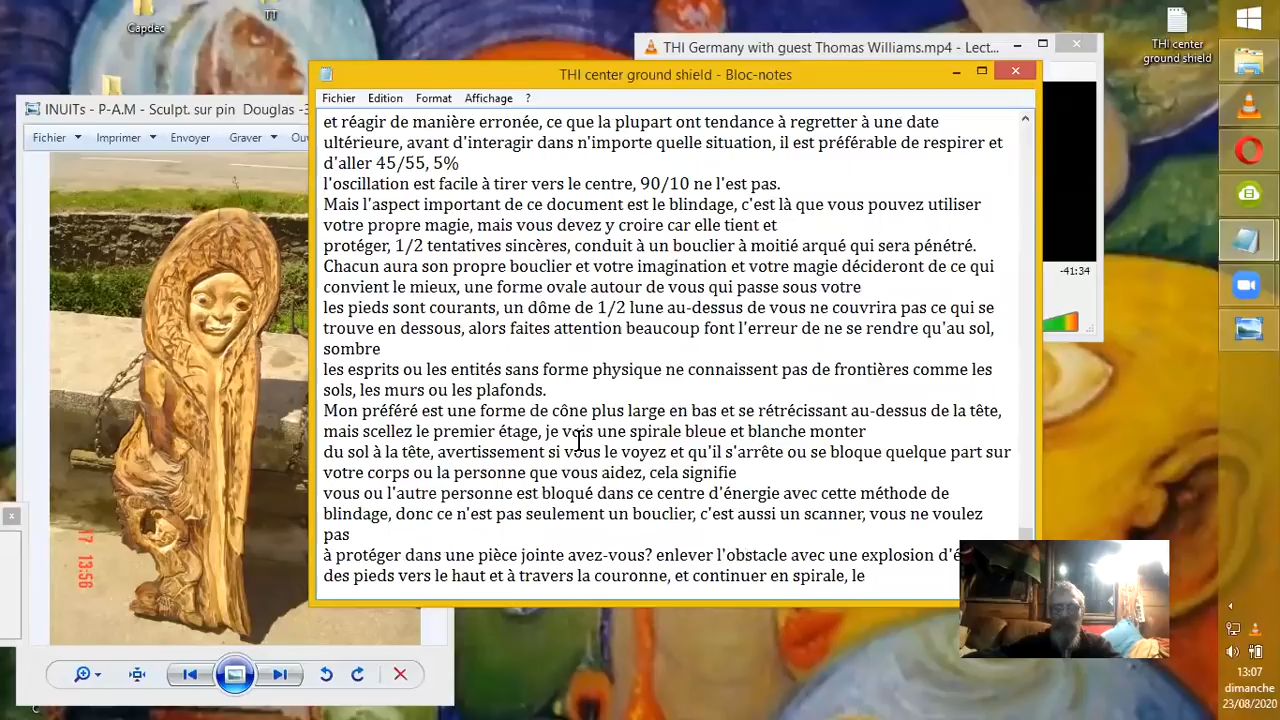 Capdec
TT
THI center
ground shield
THI Germany with guest Thomas Williams.mp4 - Lect...
THI center ground shield - Bloc-notes
Fichier Edition Format Affichage ?
INUITs - P-A.M - Sculpt. sur pin Douglas -3
Fichier Imprimer Envoyer Graver
et réagir de manière erronée, ce que la plupart ont tendance à regretter à une date
ultérieure, avant d'interagir dans n'importe quelle situation, il est préférable de respirer et
d'aller 45/55, 5%
l'oscillation est facile à tirer vers le centre, 90/10 ne l'est pas.
Mais l'aspect important de ce document est le blindage, c'est là que vous pouvez utiliser
votre propre magie, mais vous devez y croire car elle tient et
protéger, 1/2 tentatives sincères, conduit à un bouclier à moitié arqué qui sera pénétré.
Chacun aura son propre bouclier et votre imagination et votre magie décideront de ce qui
convient le mieux, une forme ovale autour de vous qui passe sous votre
les pieds sont courants, un dôme de 1/2 lune au-dessus de vous ne couvrira pas ce qui se
trouve en dessous, alors faites attention beaucoup font l'erreur de ne se rendre qu'au sol,
sombre
les esprits ou les entités sans forme physique ne connaissent pas de frontières comme les
sols, les murs ou les plafonds.
Mon préféré est une forme de cône plus large en bas et se rétrécissant au-dessus de la tête,
mais scellez le premier étage, je vois une spirale bleue et blanche monter
du sol à la tête, avertissement si vous le voyez et qu'il s'arrête ou se bloque quelque part sur
votre corps ou la personne que vous aidez, cela signifie
vous ou l'autre personne est bloqué dans ce centre d'énergie avec cette méthode de
blindage, donc ce n'est pas seulement un bouclier, c'est aussi un scanner, vous ne voulez
pas
à protéger dans une pièce jointe avez-vous? enlever l'obstacle avec une explosion
des pieds vers le haut et à travers la couronne, et continuer en spirale, le
-41:34
17 13:56
13:07
dimanche
23/08/2020